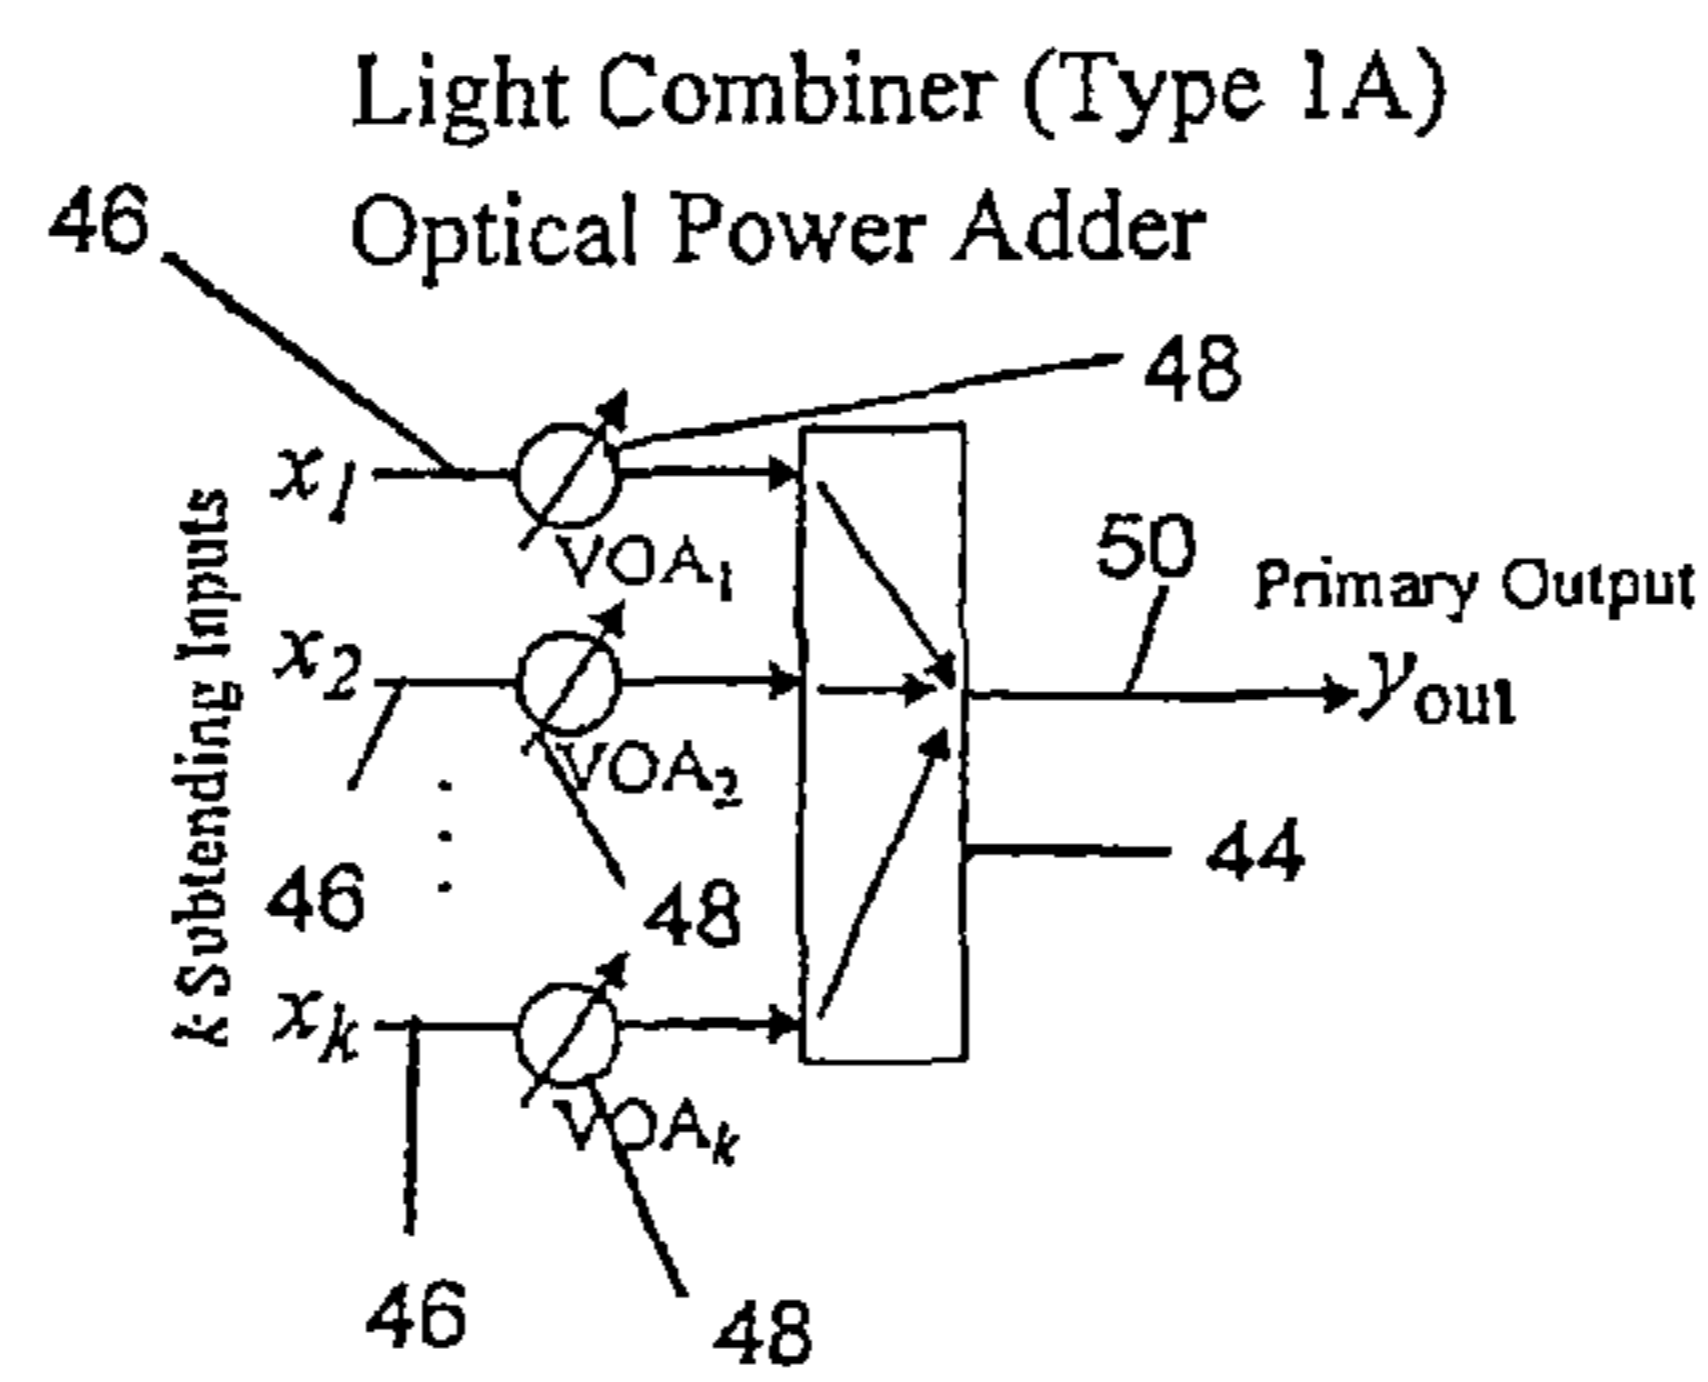 Light Combiner (Type 1A)
Optical Power Adder
46
48
x1
VOA1
50
Primary Output
k Subtending Inputs
x2
VOA2
yout
46
48
44
xk
VOAk
46
48